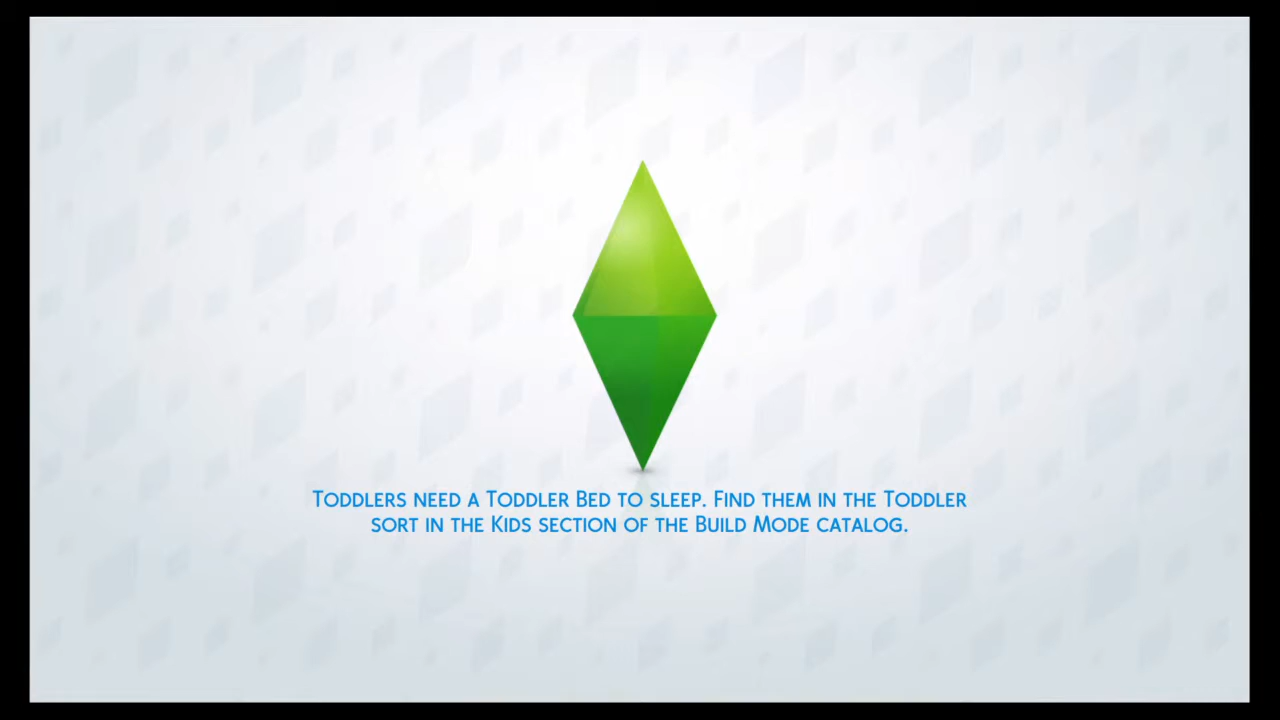 Toddlers need a Toddler Bed to sleep. Find them in the Toddler
sort in the Kids section of the Build Mode catalog.